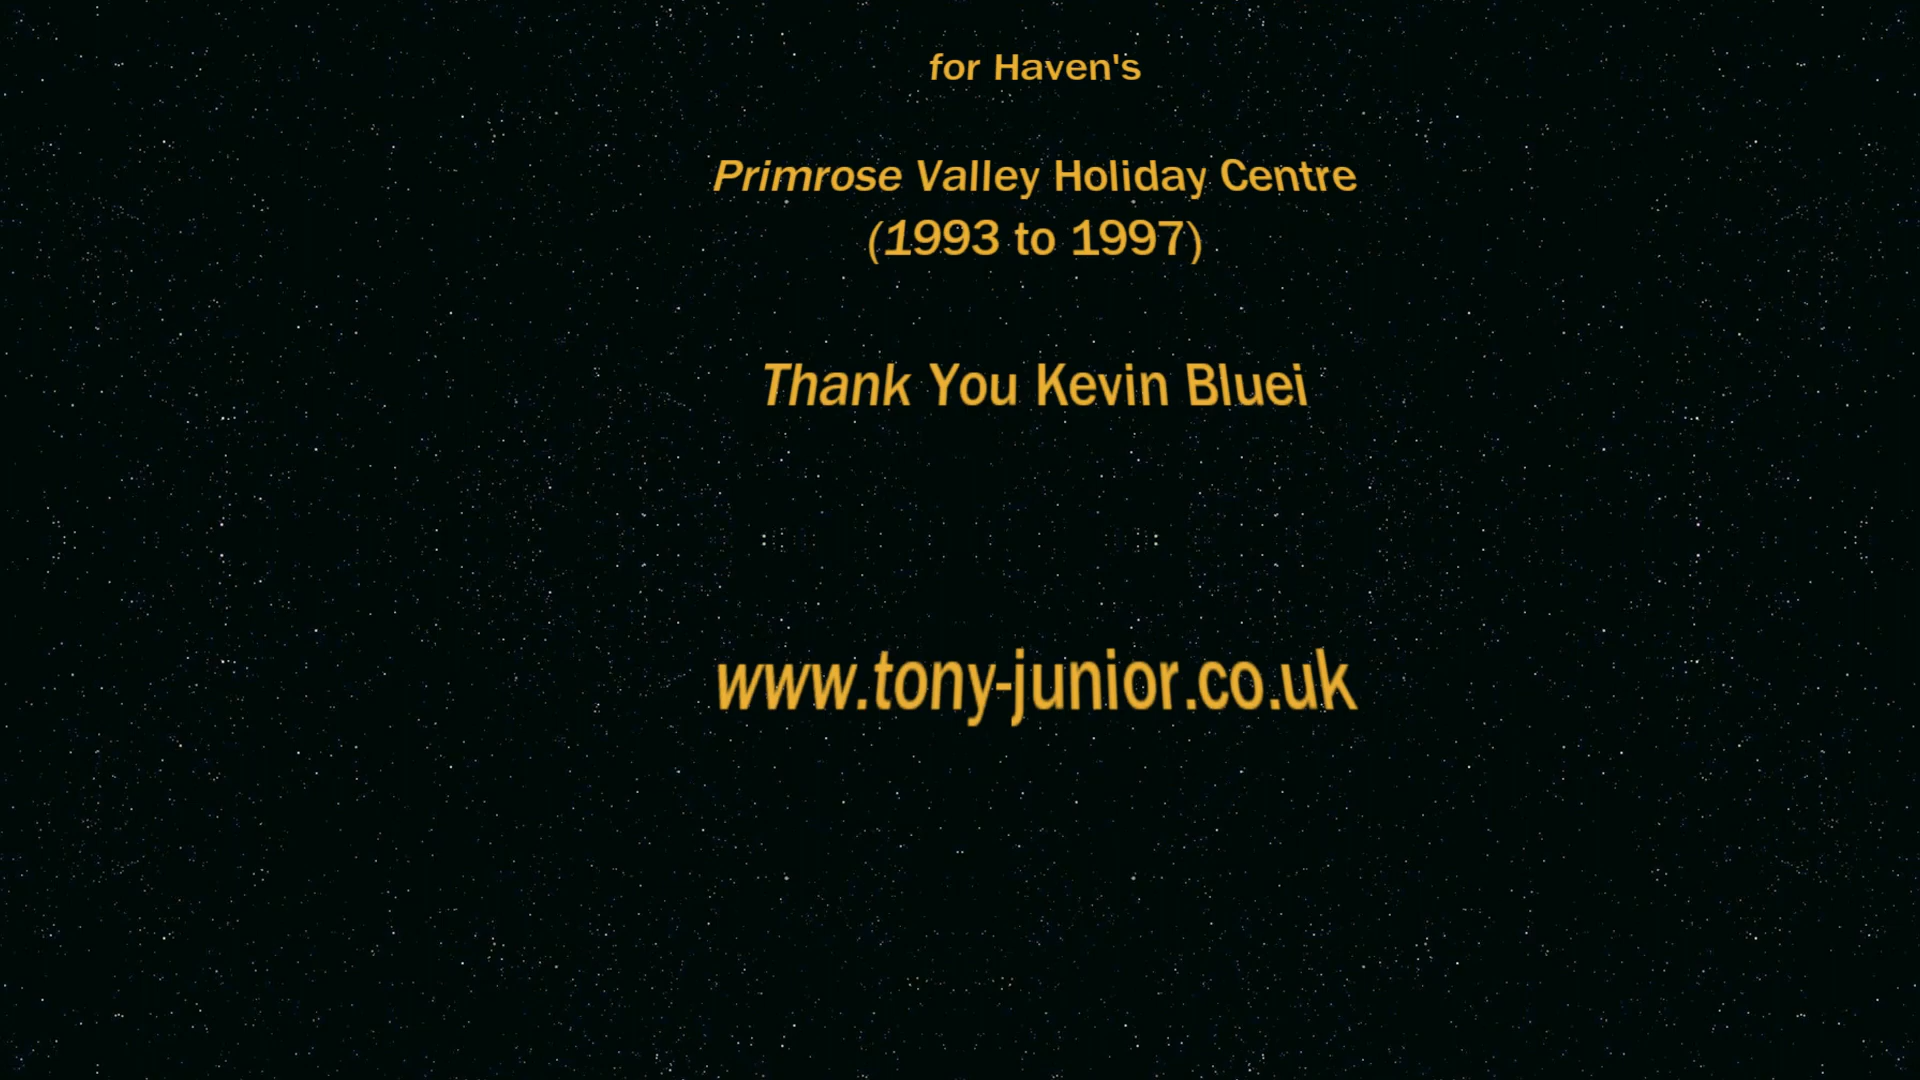 for Haven's
Primrose Valley Holiday Centre
(1993 to 1997)
Thank You Kevin Bluei
www.tony-junior.co.uk